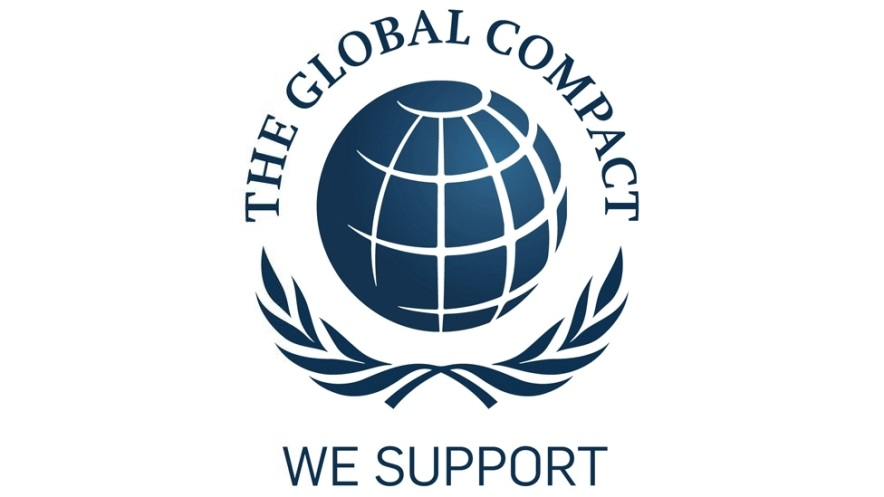 THE GLOBAL COMPACT
WE SUPPORT